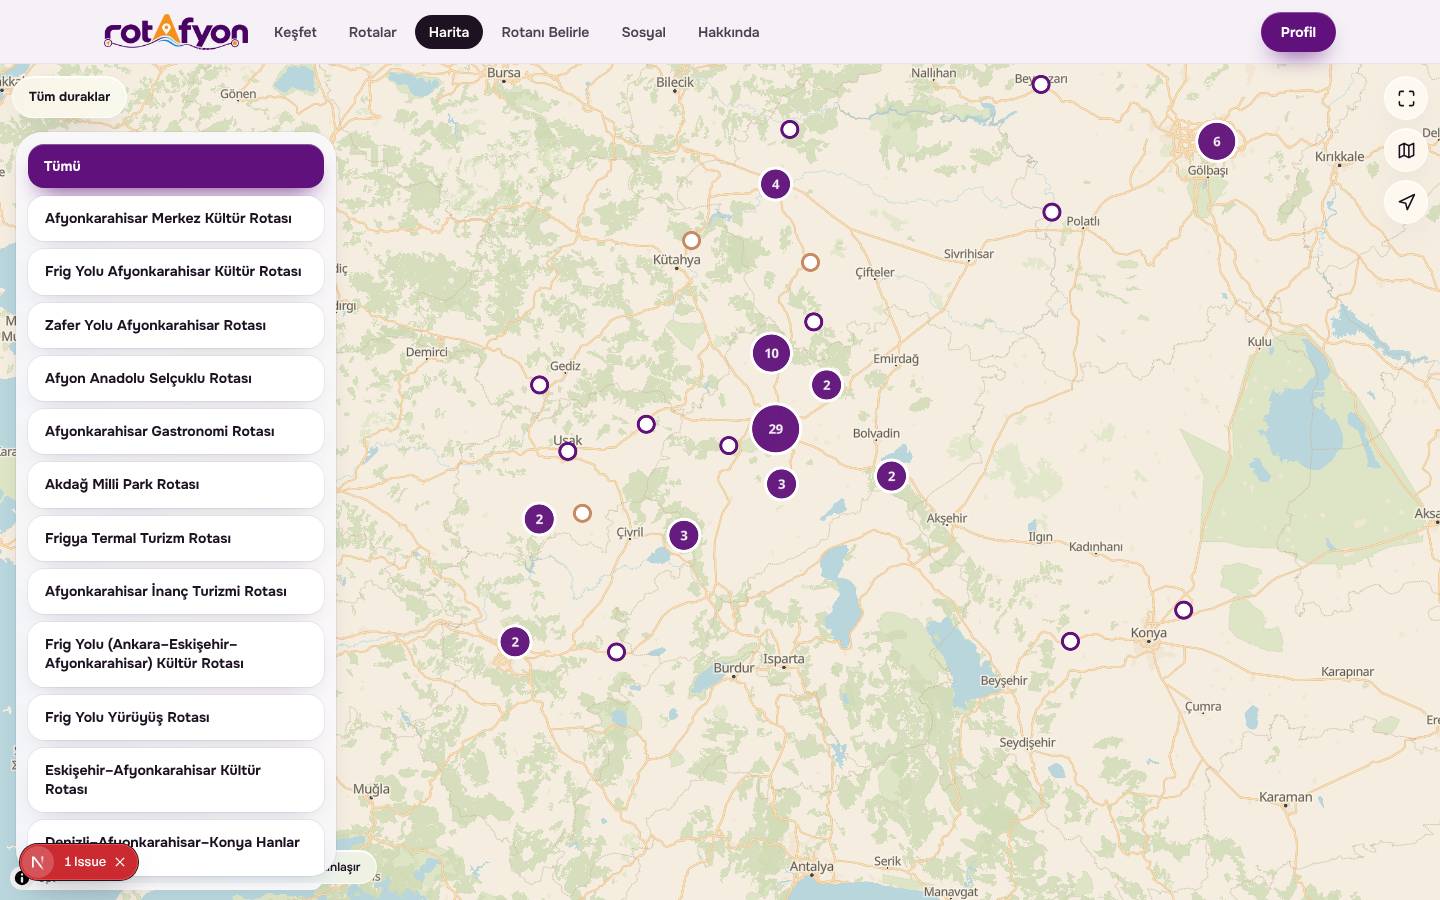 rotAfyon
Keşfet
Rotalar
Harita
Rotanı Belirle
Sosyal
Hakkında
Profil
Tüm duraklar
Tümü
Afyonkarahisar Merkez Kültür Rotası
Frig Yolu Afyonkarahisar Kültür Rotası
Zafer Yolu Afyonkarahisar Rotası
Afyon Anadolu Selçuklu Rotası
Afyonkarahisar Gastronomi Rotası
Akdağ Milli Park Rotası
Frigya Termal Turizm Rotası
Afyonkarahisar İnanç Turizmi Rotası
Frig Yolu (Ankara–Eskişehir–
Afyonkarahisar) Kültür Rotası
Frig Yolu Yürüyüş Rotası
Eskişehir–Afyonkarahisar Kültür
Rotası
Denizli–Afyonkarahisar–Konya Hanlar
1 Issue
Bursa
Bilecik
Nallıhan
Gönen
6
Kırıkkale
Gölbaşı
4
Polatlı
Kütahya
Sivrihisar
Çifteler
Kulu
Demirci
10
Emirdağ
Gediz
2
29
Bolvadin
Uşak
3
2
2
Çivril
3
Akşehir
Ilgın
Kadınhanı
2
Konya
Burdur
Isparta
Beyşehir
Karapınar
Çumra
Seydişehir
Muğla
Karaman
Antalya
Serik
Manavgat